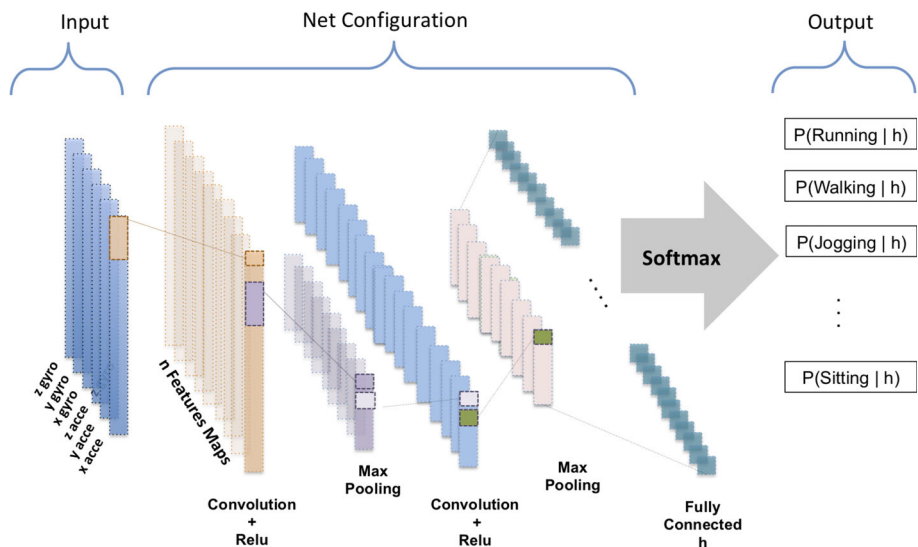 Input
Net Configuration
Output
z gyro
y gyro
x gyro
z acce
y acce
x acce
n Features Maps
Convolution
+
Relu
Max
Pooling
Convolution
+
Relu
Max
Pooling
Fully
Connected
h
Softmax
P(Running | h)
P(Walking | h)
P(Jogging | h)
P(Sitting | h)